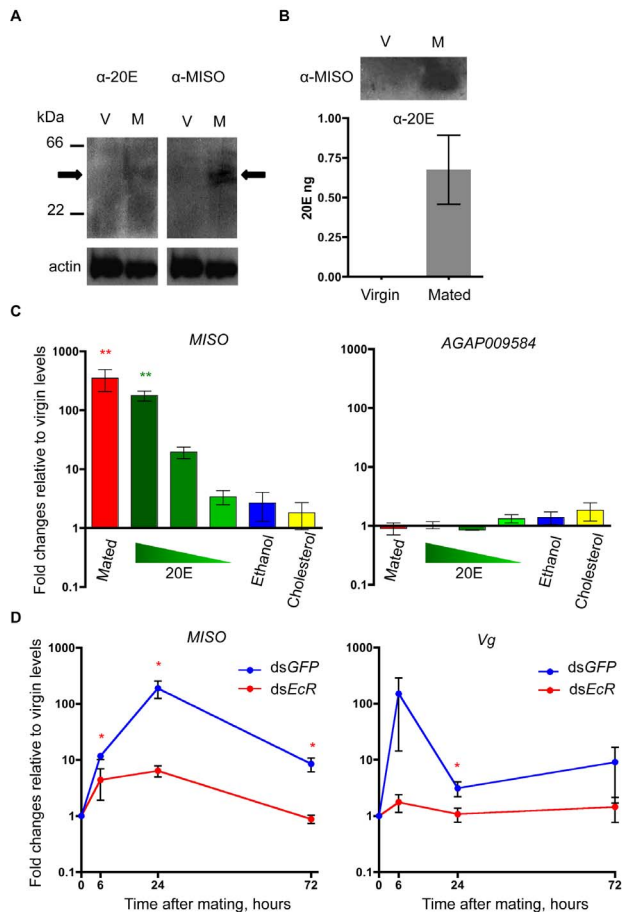 A
α-20E α-MISO
kDa V M V M
66
22
actin
B
V M
α-MISO
α-20E
20E ng
1.00
0.75
0.50
0.25
0.00
Virgin Mated
C
Fold changes relative to virgin levels
MISO
1000
100
10
1
0.1
**
**
Mated
20E
Ethanol
Cholesterol
AGAP009584
1000
100
10
1
0.1
Mated
20E
Ethanol
Cholesterol
D
Fold changes relative to virgin levels
MISO
1000
100
10
1
0.1
*
*
*
dsGFP
dsEcR
0 6 24 72
Time after mating, hours
Vg
1000
100
10
1
0.1
*
dsGFP
dsEcR
0 6 24 72
Time after mating, hours